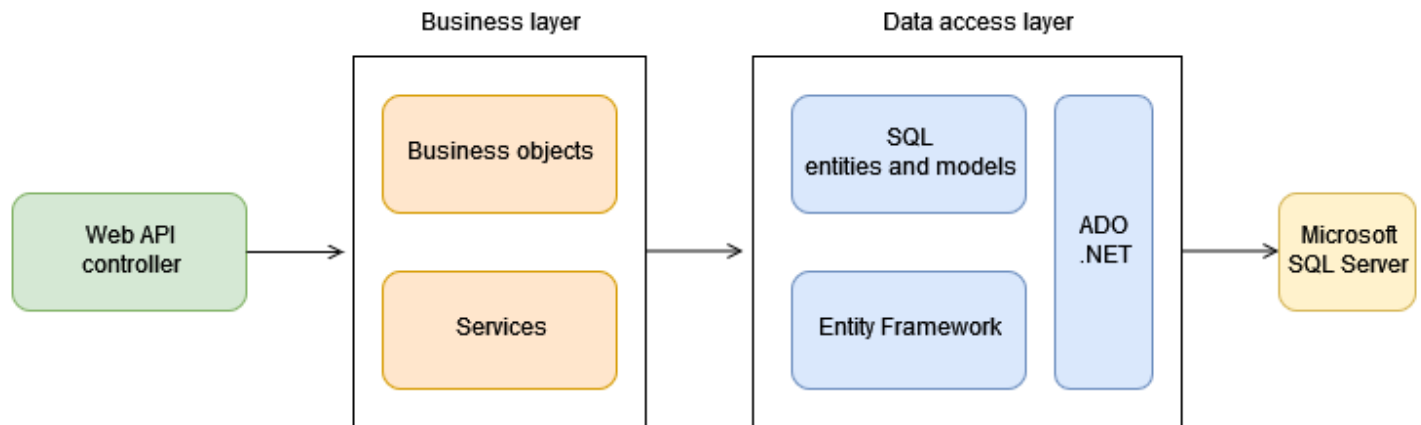 Business layer
Data access layer
Business objects
SQL
entities and models
Web API
controller
ADO
.NET
Microsoft
SQL Server
Services
Entity Framework